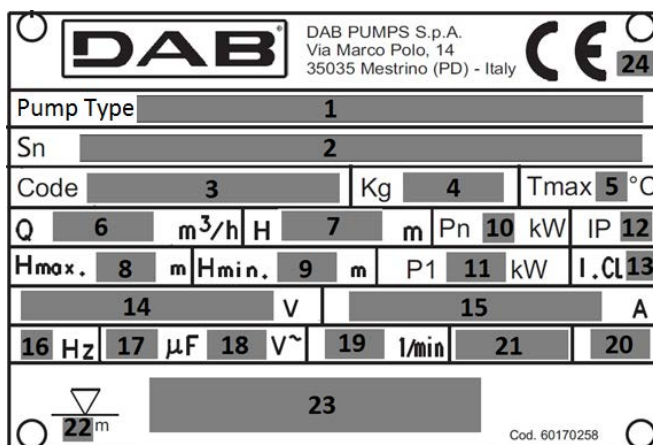 DAB®
DAB PUMPS S.p.A.
Via Marco Polo, 14
35035 Mestrino (PD) - Italy
CE
24
Pump Type 1
Sn 2
Code 3 Kg 4 Tmax 5 °C
Q 6 m³/h H 7 m Pn 10 kW IP 12
Hmax. 8 m Hmin. 9 m P1 11 kW I.CL 13
14 V 15 A
16 Hz 17 µF 18 V~ 19 1/min 21 20
22 m
23
Cod. 60170258